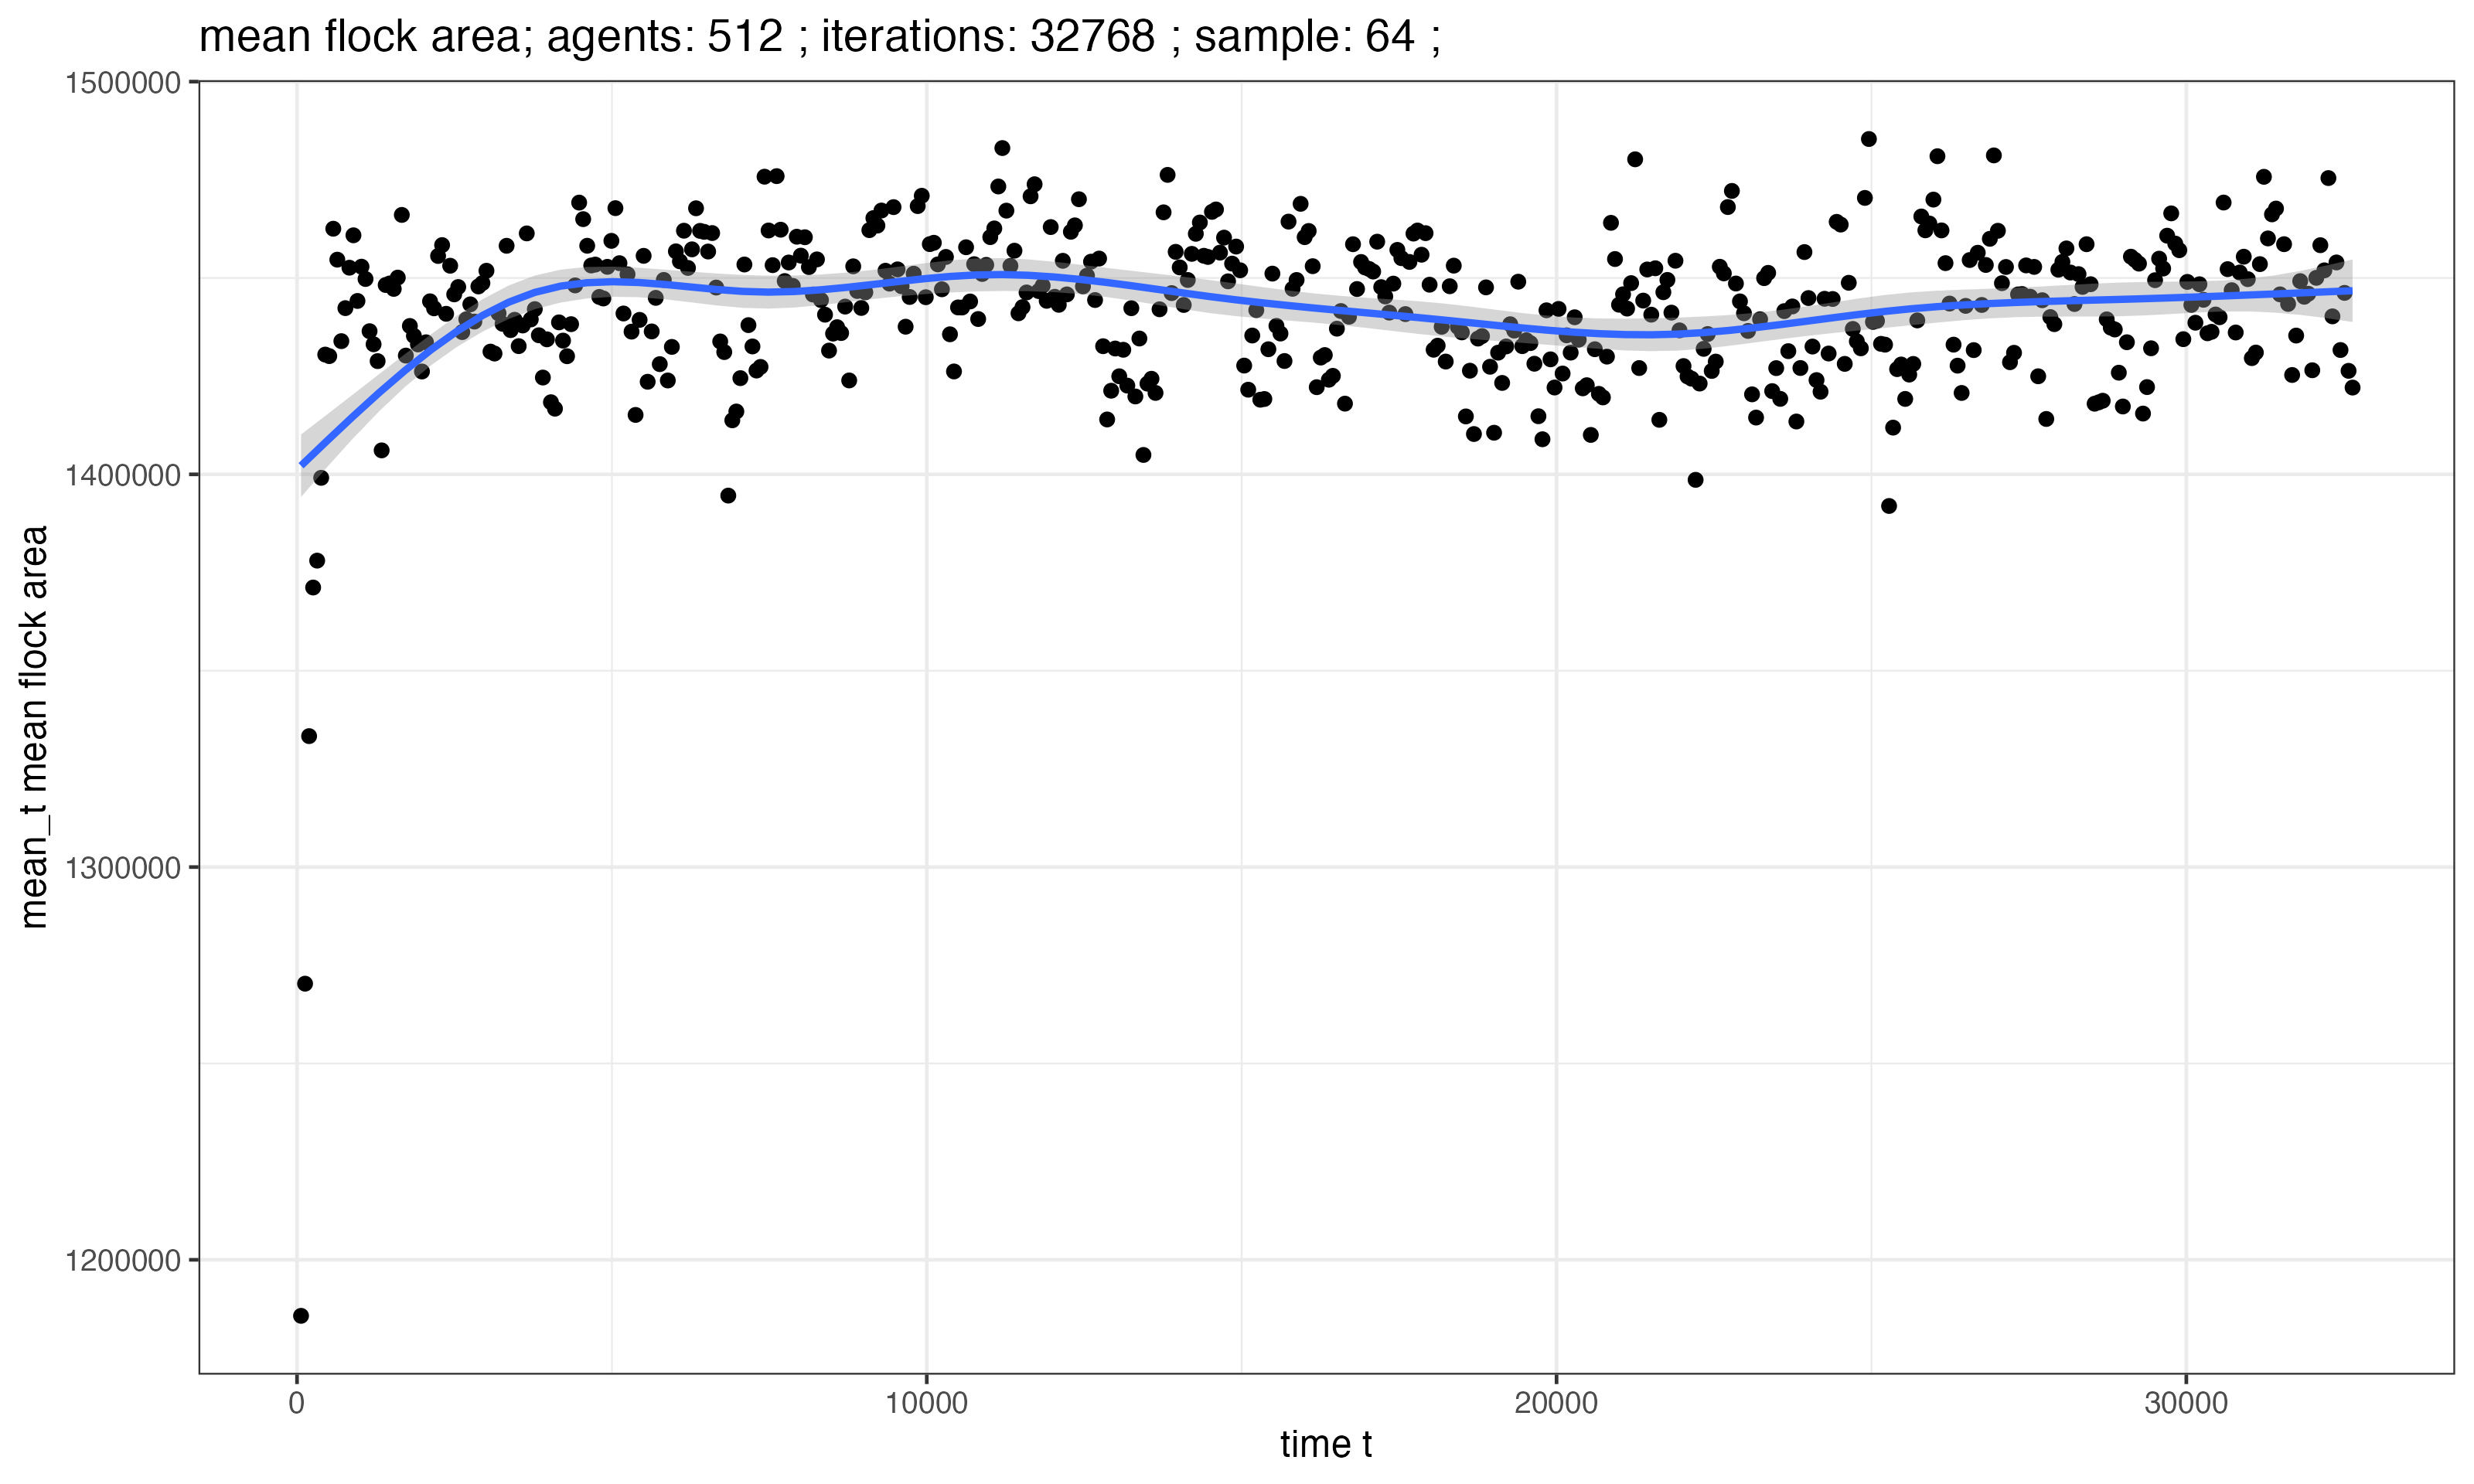 mean flock area; agents: 512 ; iterations: 32768 ; sample: 64 ;
1500000
1400000
1300000
1200000
mean_t mean flock area
0
10000
20000
30000
time t